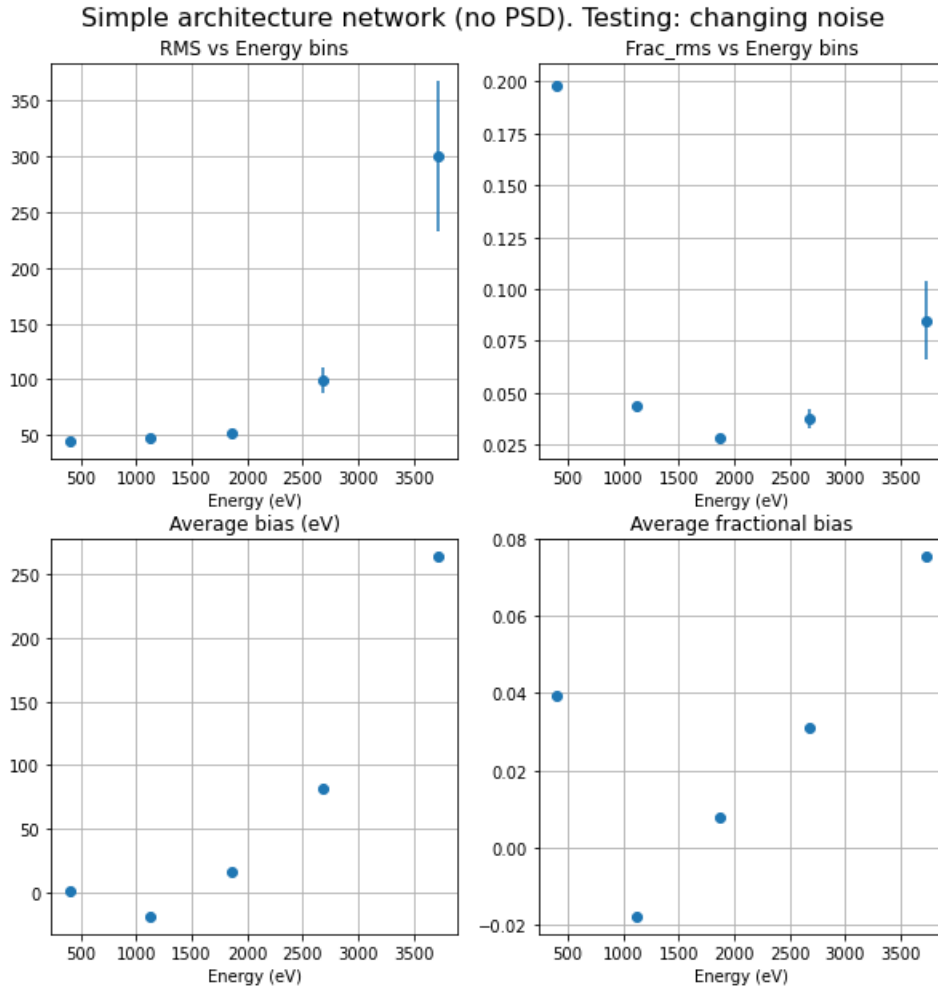 Simple architecture network (no PSD). Testing: changing noise
RMS vs Energy bins
350
300
250
200
150
100
50
500 1000 1500 2000 2500 3000 3500
Energy (eV)
Frac_rms vs Energy bins
0.200
0.175
0.150
0.125
0.100
0.075
0.050
0.025
500 1000 1500 2000 2500 3000 3500
Energy (eV)
Average bias (eV)
250
200
150
100
50
0
500 1000 1500 2000 2500 3000 3500
Energy (eV)
Average fractional bias
0.08
0.06
0.04
0.02
0.00
−0.02
500 1000 1500 2000 2500 3000 3500
Energy (eV)